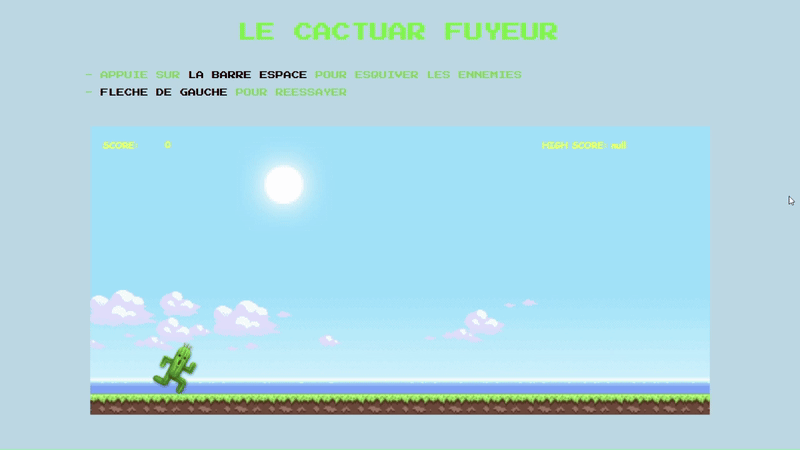 LE CACTUAR FUYEUR
- APPUIE SUR LA BARRE ESPACE POUR ESQUIVER LES ENNEMIES
- FLECHE DE GAUCHE POUR REESSAYER
SCORE: 0 HIGH SCORE: null